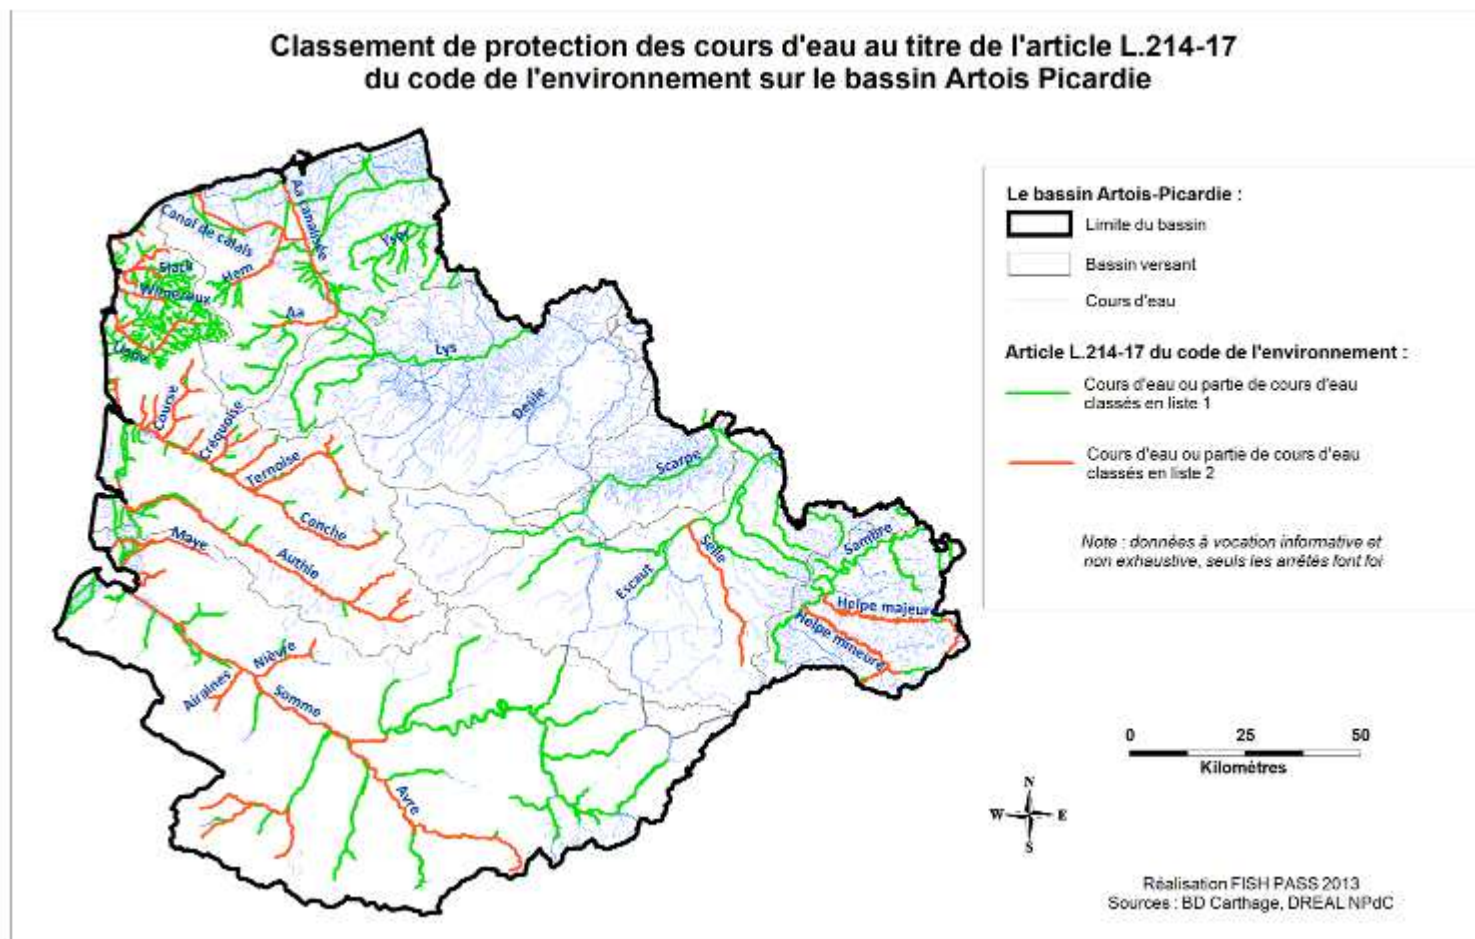 Classement de protection des cours d'eau au titre de l'article L.214-17
du code de l'environnement sur le bassin Artois Picardie
Le bassin Artois-Picardie :
Limite du bassin
Bassin versant
Cours d'eau
Article L.214-17 du code de l'environnement :
Cours d'eau ou partie de cours d'eau
classés en liste 1
Cours d'eau ou partie de cours d'eau
classés en liste 2
Note : données à vocation informative et
non exhaustive, seuls les arrêtés font foi
Aa canalisée
Canal de calais
Yser
Slack
Hem
Wimereux
Aa
Liane
Lys
Course
Créquoise
Deûle
Ternoise
Scarpe
Canche
Maye
Authie
Selle
Sambre
Escaut
Helpe majeure
Helpe mineure
Nièvre
Airaines
Somme
Avre
0 25 50
Kilomètres
N
W E
S
Réalisation FISH PASS 2013
Sources : BD Carthage, DREAL NPdC